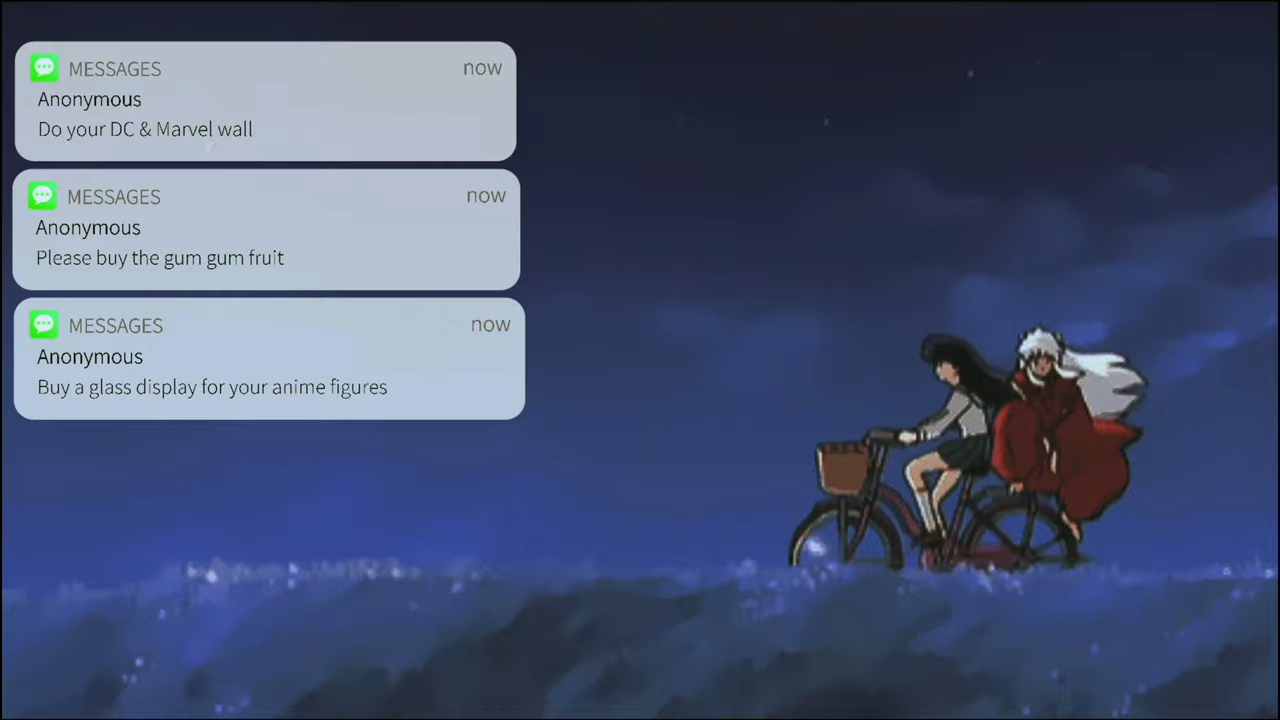 MESSAGES now
Anonymous
Do your DC & Marvel wall
MESSAGES now
Anonymous
Please buy the gum gum fruit
MESSAGES now
Anonymous
Buy a glass display for your anime figures